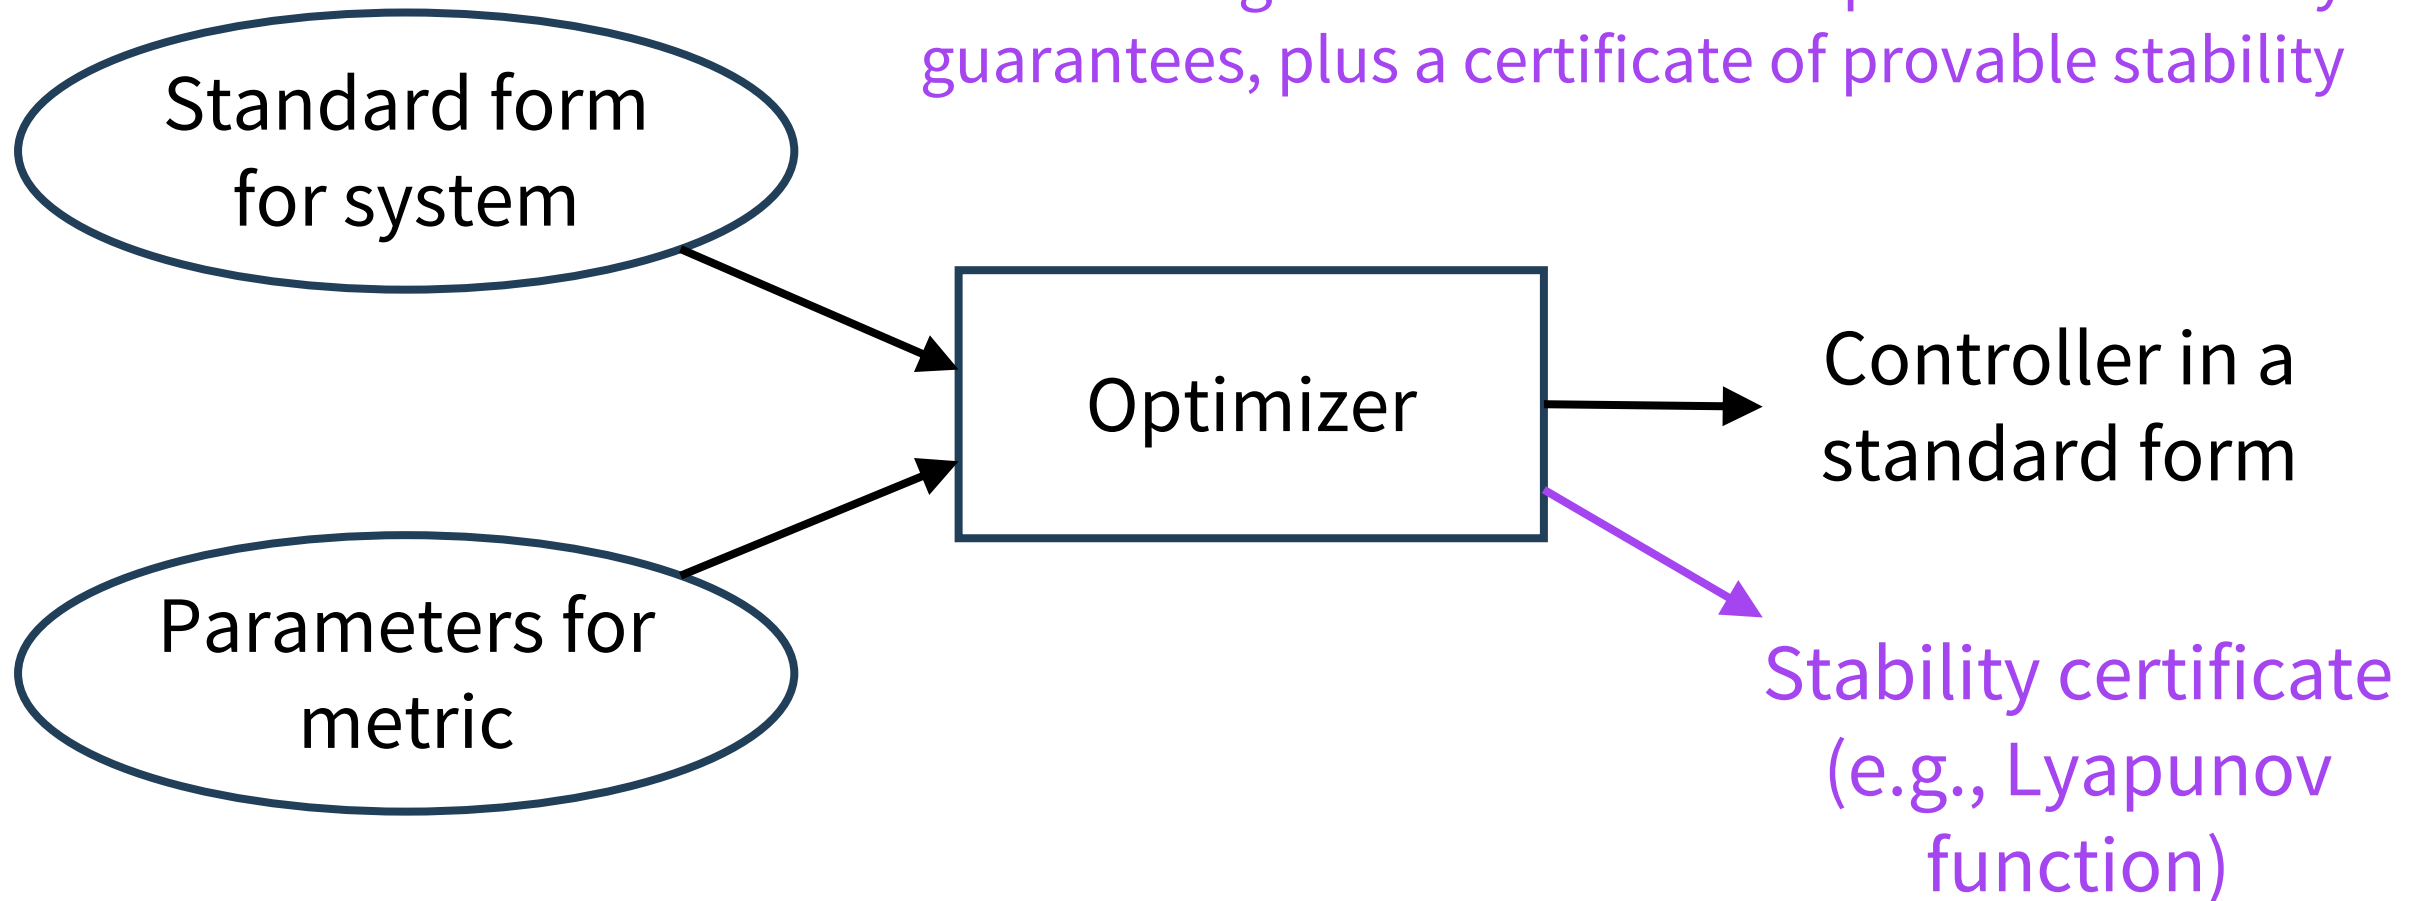 guarantees, plus a certificate of provable stability
Standard form
for system
Optimizer
Controller in a
standard form
Parameters for
metric
Stability certificate
(e.g., Lyapunov
function)